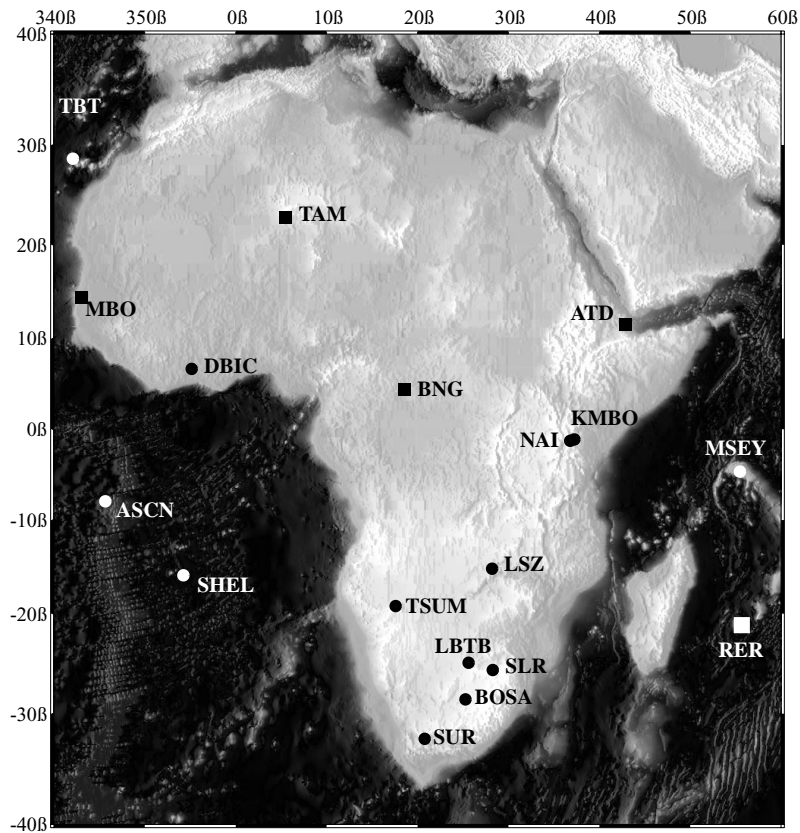 340ß 350ß 0ß 10ß 20ß 30ß 40ß 50ß 60ß
40ß
TBT
30ß
TAM
20ß
MBO
ATD
10ß
DBIC
BNG
KMBO
0ß
NAI
MSEY
ASCN
-10ß
LSZ
SHEL
TSUM
-20ß
LBTB
RER
SLR
BOSA
-30ß
SUR
-40ß